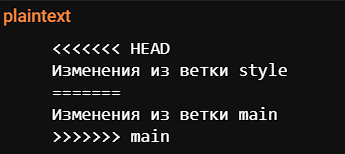 plaintext
<<<<<<< HEAD
Изменения из ветки style
=======
Изменения из ветки main
>>>>>>> main